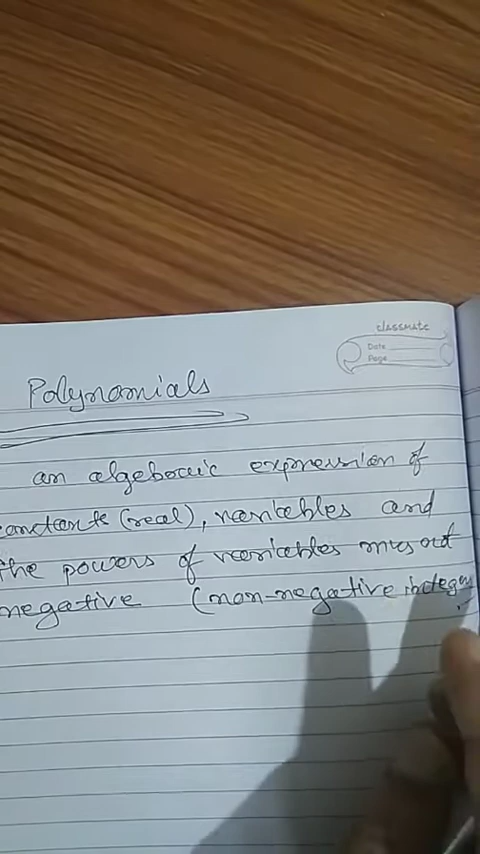 classmate
Date
Page
Polynomials
an algebraic expression of
constants (real), variables and
the powers of variables must
negative (non-negative integer